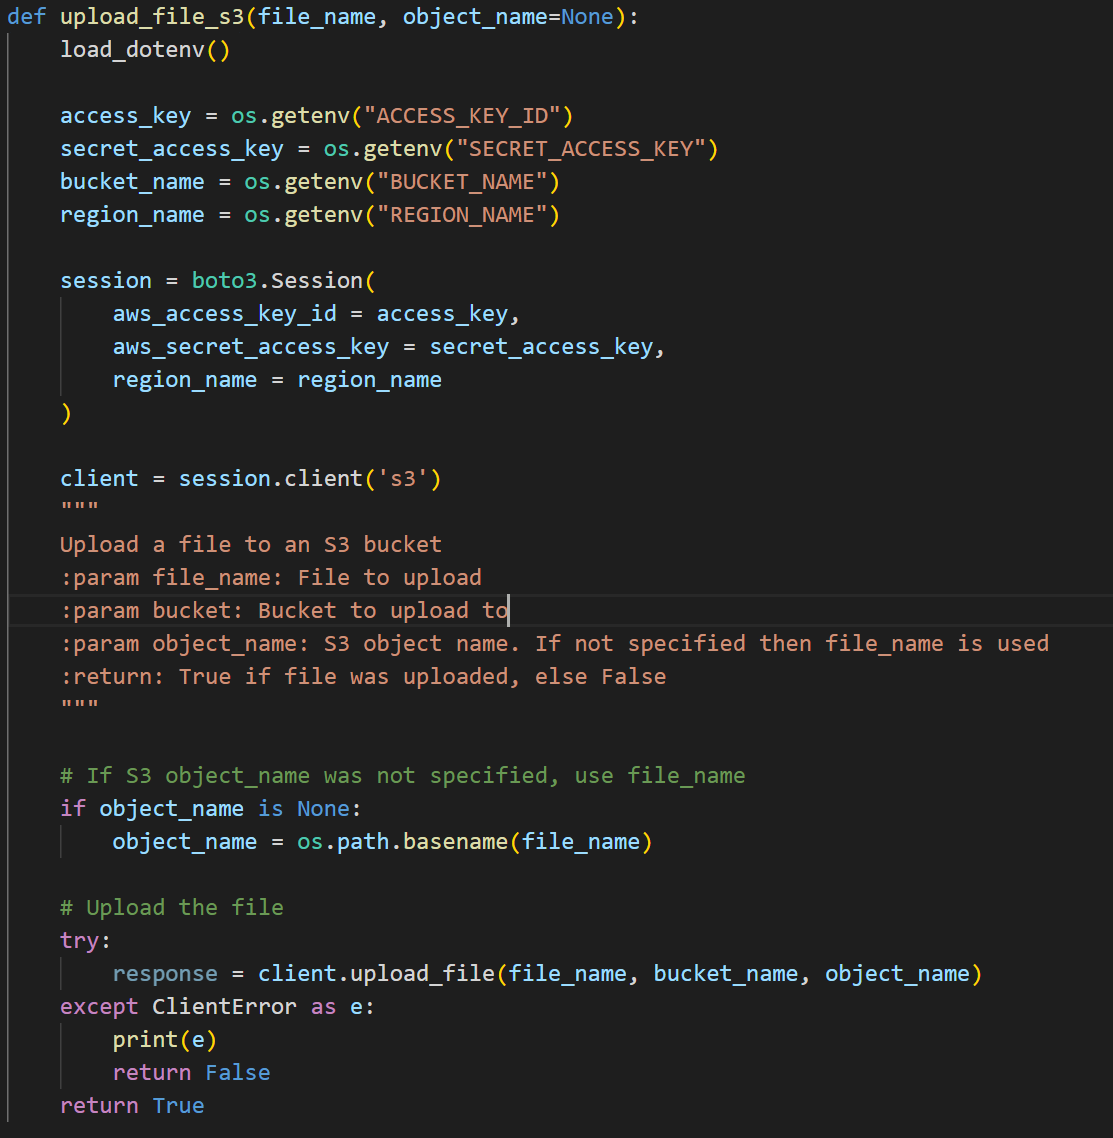 def upload_file_s3(file_name, object_name=None):
    load_dotenv()

    access_key = os.getenv("ACCESS_KEY_ID")
    secret_access_key = os.getenv("SECRET_ACCESS_KEY")
    bucket_name = os.getenv("BUCKET_NAME")
    region_name = os.getenv("REGION_NAME")

    session = boto3.Session(
        aws_access_key_id = access_key,
        aws_secret_access_key = secret_access_key,
        region_name = region_name
    )

    client = session.client('s3')
    """
    Upload a file to an S3 bucket
    :param file_name: File to upload
    :param bucket: Bucket to upload to
    :param object_name: S3 object name. If not specified then file_name is used
    :return: True if file was uploaded, else False
    """

    # If S3 object_name was not specified, use file_name
    if object_name is None:
        object_name = os.path.basename(file_name)

    # Upload the file
    try:
        response = client.upload_file(file_name, bucket_name, object_name)
    except ClientError as e:
        print(e)
        return False
    return True